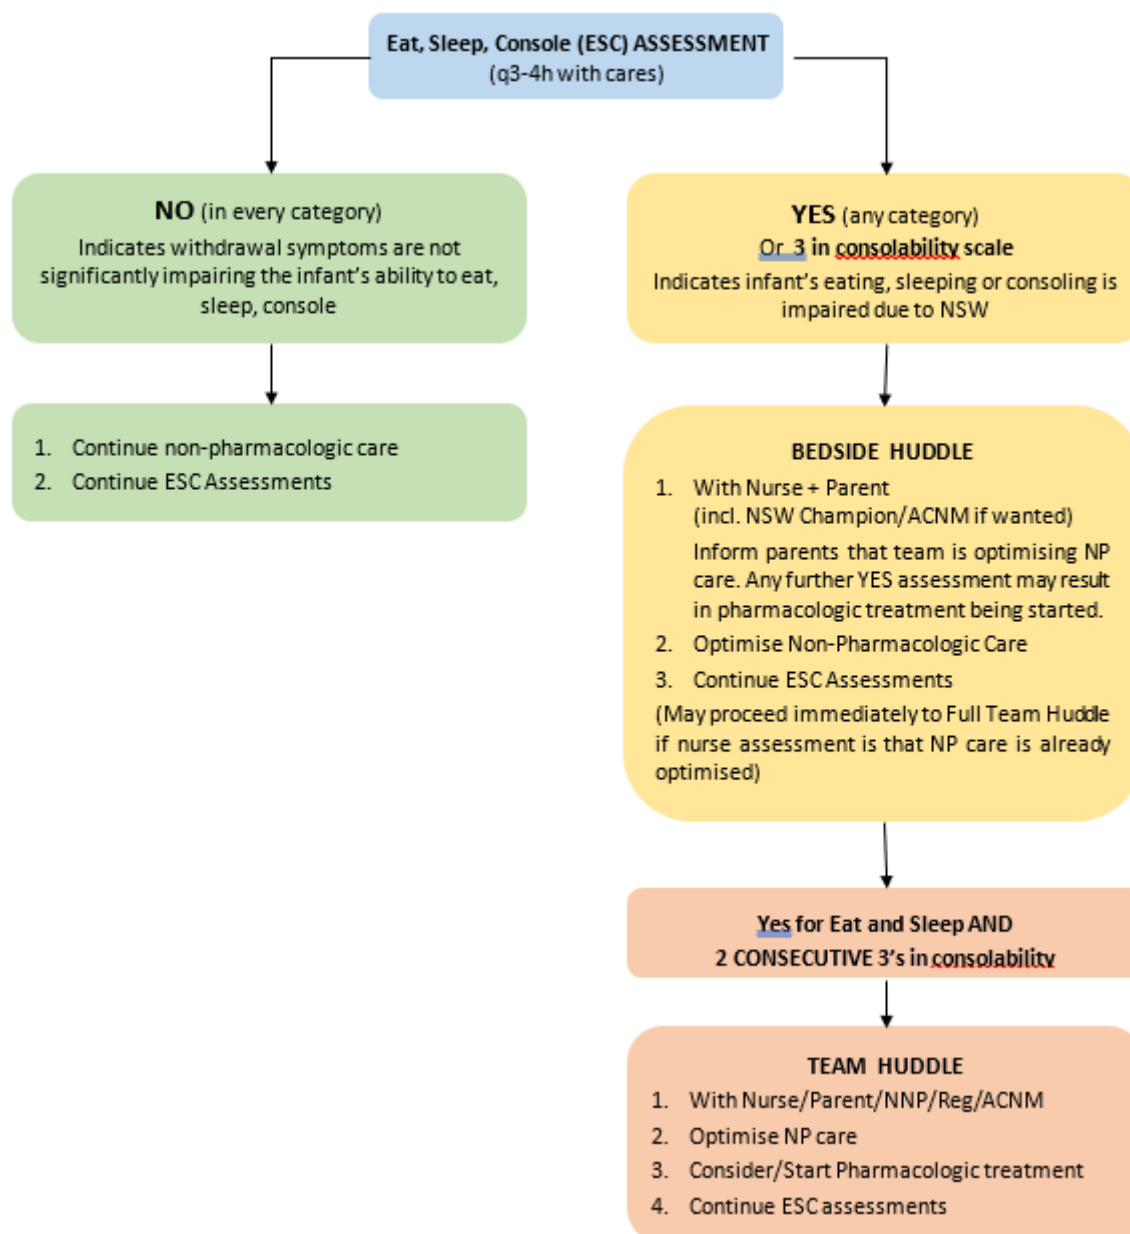 Eat, Sleep, Console (ESC) ASSESSMENT
(q3-4h with cares)
NO (in every category)
Indicates withdrawal symptoms are not
significantly impairing the infant's ability to eat,
sleep, console
1. Continue non-pharmacologic care
2. Continue ESC Assessments
YES (any category)
Or 3 in consolability scale
Indicates infant's eating, sleeping or consoling is
impaired due to NSW
BEDSIDE HUDDLE
1. With Nurse + Parent
(incl. NSW Champion/ACNM if wanted)
Inform parents that team is optimising NP
care. Any further YES assessment may result
in pharmacologic treatment being started.
2. Optimise Non-Pharmacologic Care
3. Continue ESC Assessments
(May proceed immediately to Full Team Huddle
if nurse assessment is that NP care is already
optimised)
Yes for Eat and Sleep AND
2 CONSECUTIVE 3's in consolability
TEAM HUDDLE
1. With Nurse/Parent/NNP/Reg/ACNM
2. Optimise NP care
3. Consider/Start Pharmacologic treatment
4. Continue ESC assessments